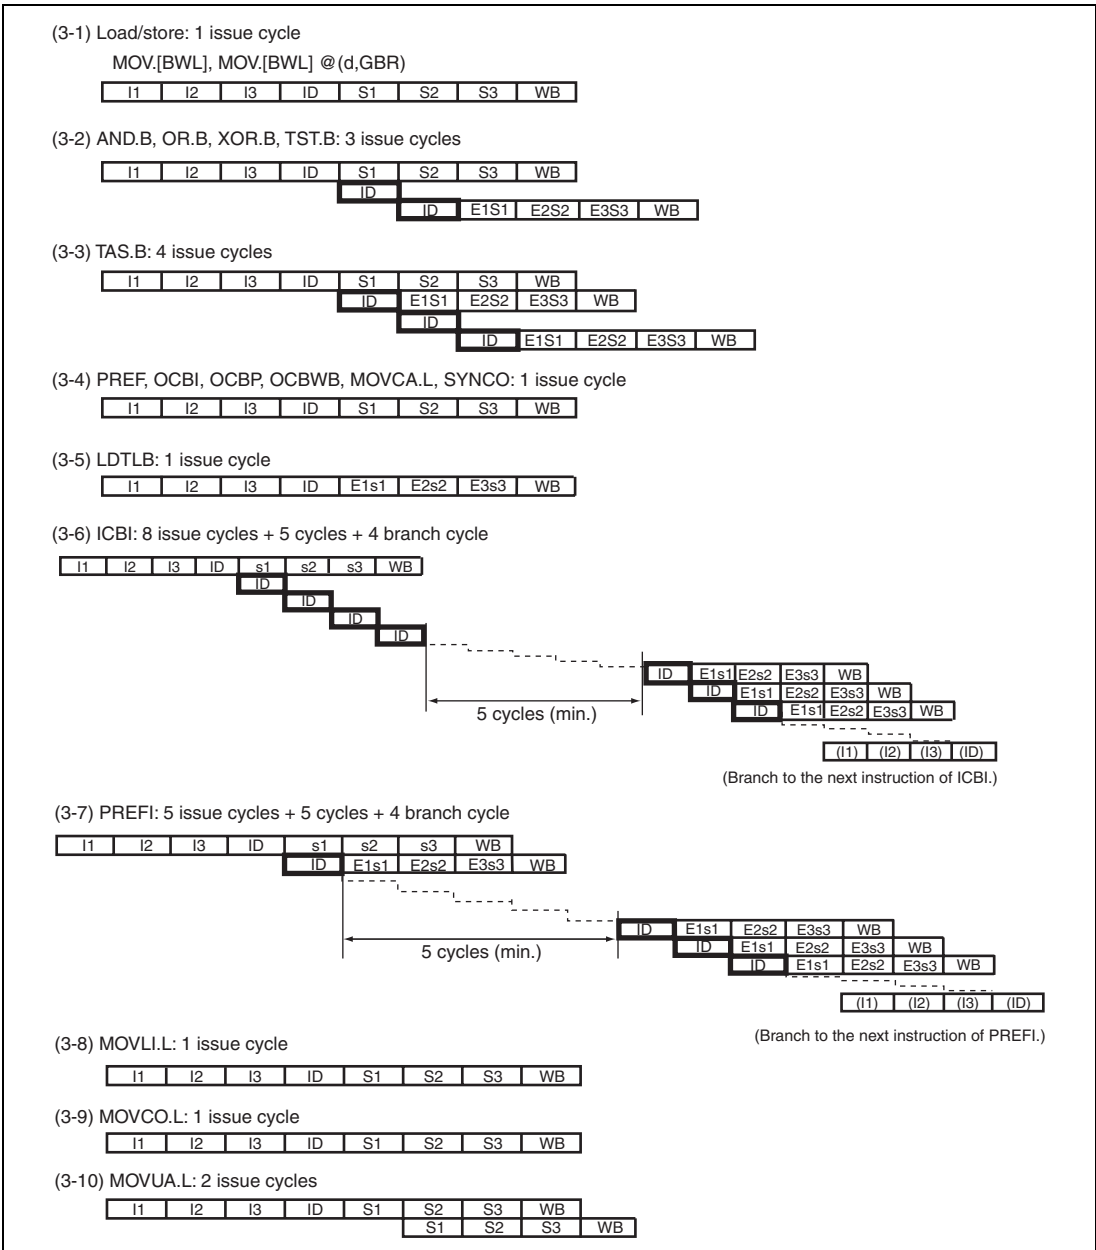 (3-1) Load/store: 1 issue cycle
MOV.[BWL], MOV.[BWL] @(d,GBR)
I1 I2 I3 ID S1 S2 S3 WB
(3-2) AND.B, OR.B, XOR.B, TST.B: 3 issue cycles
I1 I2 I3 ID S1 S2 S3 WB
ID
ID E1S1 E2S2 E3S3 WB
(3-3) TAS.B: 4 issue cycles
I1 I2 I3 ID S1 S2 S3 WB
ID E1S1 E2S2 E3S3 WB
ID
ID E1S1 E2S2 E3S3 WB
(3-4) PREF, OCBI, OCBP, OCBWB, MOVCA.L, SYNCO: 1 issue cycle
I1 I2 I3 ID S1 S2 S3 WB
(3-5) LDTLB: 1 issue cycle
I1 I2 I3 ID E1s1 E2s2 E3s3 WB
(3-6) ICBI: 8 issue cycles + 5 cycles + 4 branch cycle
I1 I2 I3 ID s1 s2 s3 WB
ID
ID
ID
ID
ID E1s1 E2s2 E3s3 WB
ID E1s1 E2s2 E3s3 WB
ID E1s1 E2s2 E3s3 WB
5 cycles (min.)
(I1) (I2) (I3) (ID)
(Branch to the next instruction of ICBI.)
(3-7) PREFI: 5 issue cycles + 5 cycles + 4 branch cycle
I1 I2 I3 ID s1 s2 s3 WB
ID E1s1 E2s2 E3s3 WB
ID E1s1 E2s2 E3s3 WB
ID E1s1 E2s2 E3s3 WB
5 cycles (min.)
ID E1s1 E2s2 E3s3 WB
(I1) (I2) (I3) (ID)
(Branch to the next instruction of PREFI.)
(3-8) MOVLI.L: 1 issue cycle
I1 I2 I3 ID S1 S2 S3 WB
(3-9) MOVCO.L: 1 issue cycle
I1 I2 I3 ID S1 S2 S3 WB
(3-10) MOVUA.L: 2 issue cycles
I1 I2 I3 ID S1 S2 S3 WB
S1 S2 S3 WB